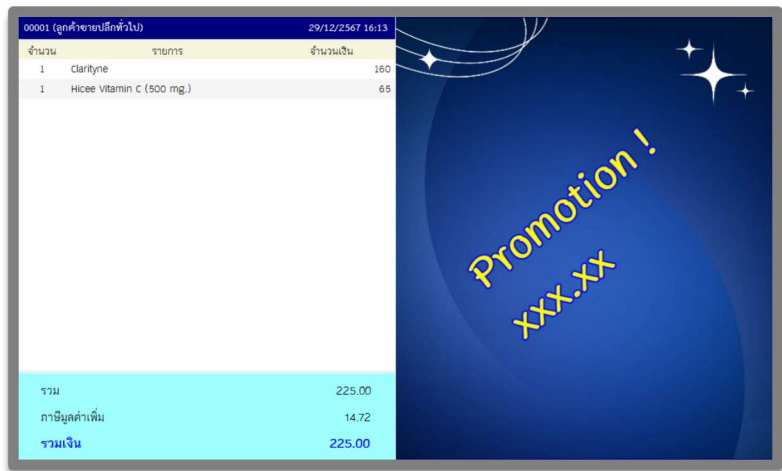 00001 (ลูกค้าขายปลีกทั่วไป) 29/12/2567 16:13
จำนวน รายการ จำนวนเงิน
1 Clarityne 160
1 Hicee Vitamin C (500 mg.) 65
รวม 225.00
ภาษีมูลค่าเพิ่ม 14.72
รวมเงิน 225.00
Promotion !
xxx.xx